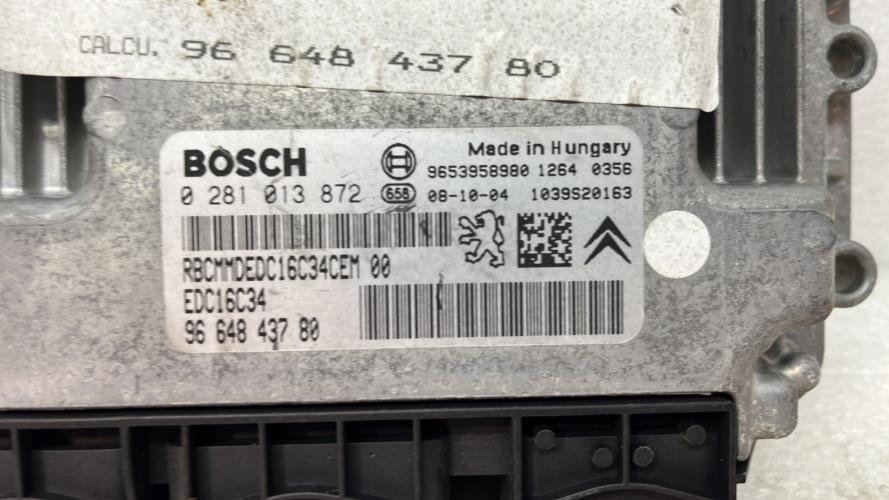 CALCU. 96 648 437 80
BOSCH
Made in Hungary
9653958980 1264 0356
0 281 013 872 658 08-10-04 1039S20163
RBCMMDEDC16C34CEM 00
EDC16C34
96 648 437 80